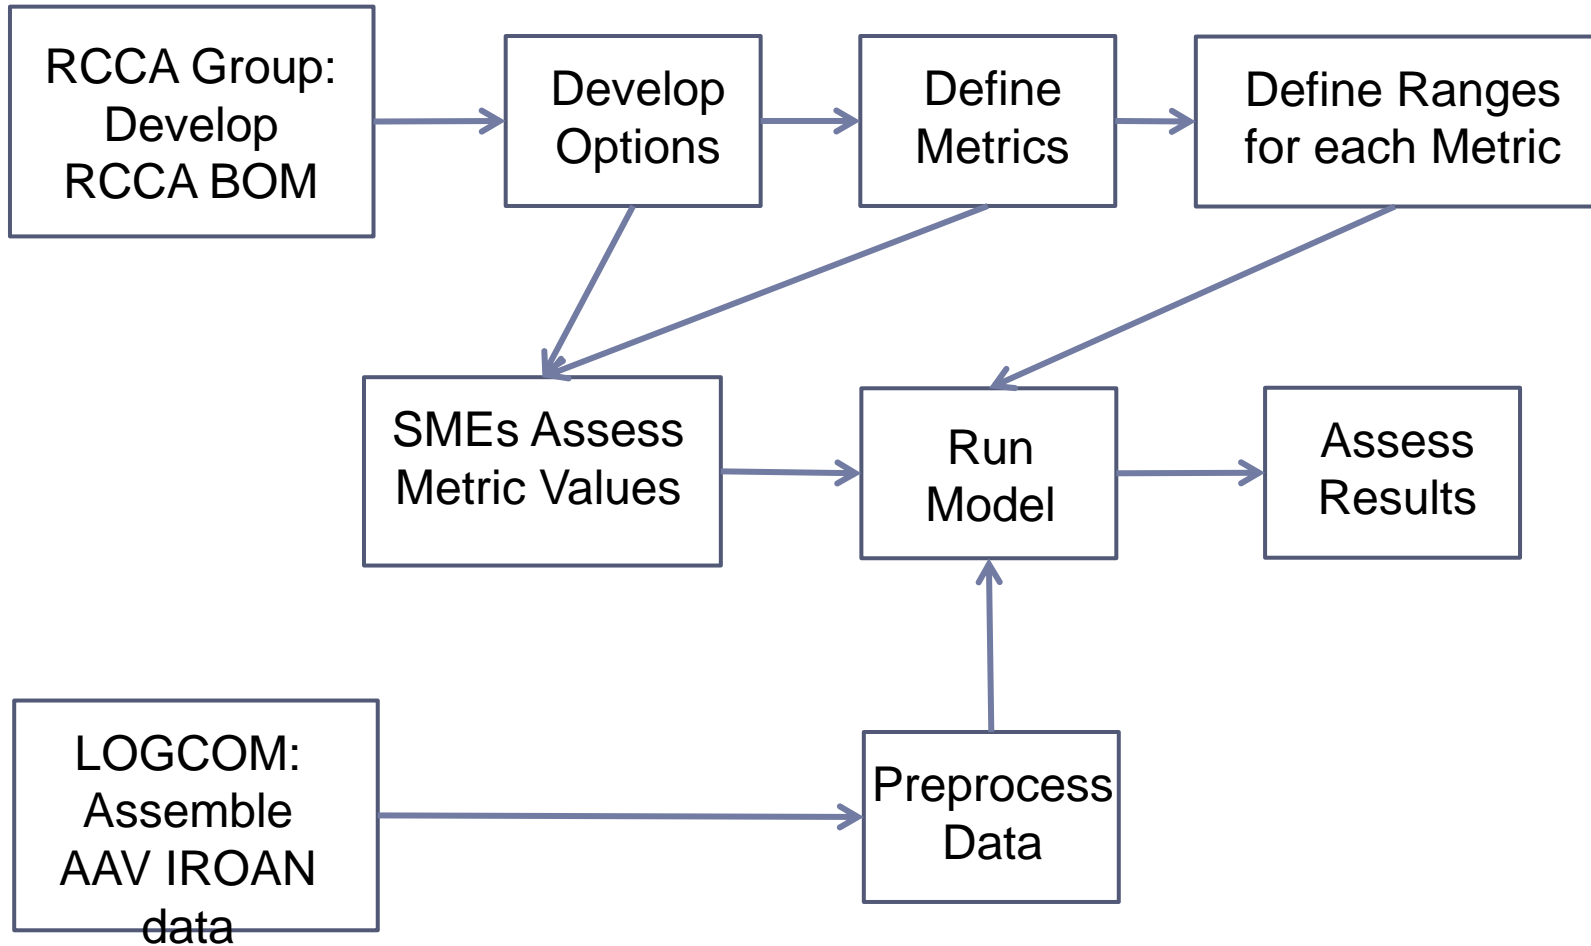 RCCA Group:
Develop
RCCA BOM
Develop
Options
Define
Metrics
Define Ranges
for each Metric
SMEs Assess
Metric Values
Run
Model
Assess
Results
LOGCOM:
Assemble
AAV IROAN
data
Preprocess
Data